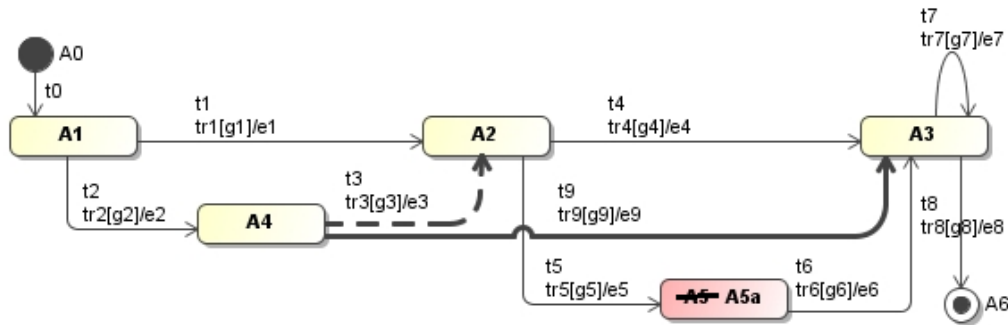 t7
tr7[g7]/e7
A0
t0
t1
tr1[g1]/e1
t4
tr4[g4]/e4
A1
A2
A3
t2
tr2[g2]/e2
t3
tr3[g3]/e3
t9
tr9[g9]/e9
t8
tr8[g8]/e8
A4
t5
tr5[g5]/e5
t6
tr6[g6]/e6
A5 A5a
A6